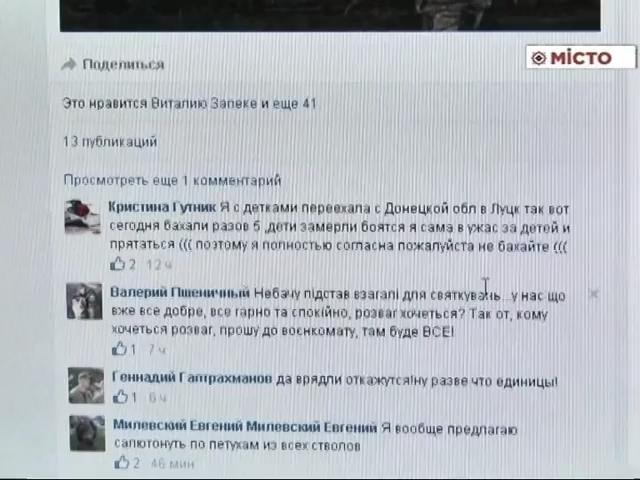 МІСТО
Поделиться
Это нравится Виталию Запеке и еще 41
13 публикаций
Просмотреть еще 1 комментарий
Кристина Гутник Я с детками переехала с Донецкой обл в Луцк так вот
сегодня бахали разов 5 ,дети замерли боятся я сама в ужас за детей и
прятаться ((( поэтому я полностью согласна пожалуйста не бахайте (((
2 12 ч
Валерий Пшеничный Небачу підстав взагалі для святкувань...у нас що
вже все добре, все гарно та спокійно, розваг хочеться? Так от, кому
хочеться розваг, прошу до воєнкомату, там буде ВСЕ!
1 7 ч
Геннадий Гаптрахманов да врядли откажутся!ну разве что единицы!
1 6 ч
Милевский Евгений Милевский Евгений Я вообще предлагаю
салютонуть по петухам из всех стволов
2 46 мин